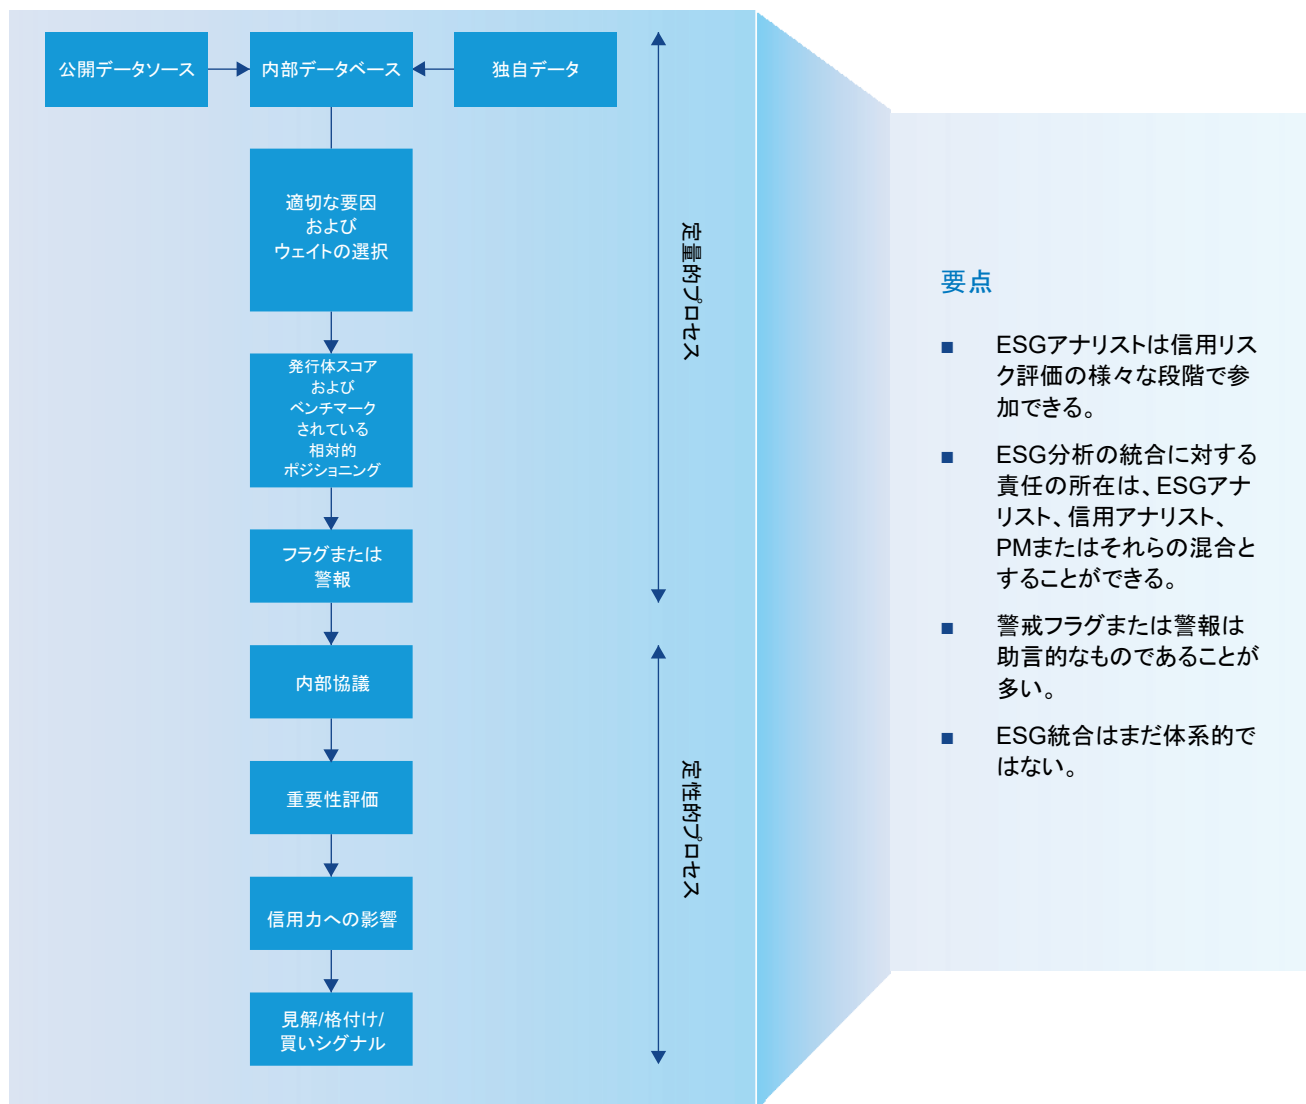 公開データソース
内部データベース
独自データ
適切な要因
および
ウェイトの選択
発行体スコア
および
ベンチマーク
されている
相対的
ポジショニング
フラグまたは
警報
定量的プロセス
内部協議
重要性評価
信用力への影響
見解/格付け/
買いシグナル
定性的プロセス
要点
■ ESGアナリストは信用リス
ク評価の様々な段階で参
加できる。
■ ESG分析の統合に対する
責任の所在は、ESGアナ
リスト、信用アナリスト、
PMまたはそれらの混合と
することができる。
■ 警戒フラグまたは警報は
助言的なものであることが
多い。
■ ESG統合はまだ体系的で
はない。